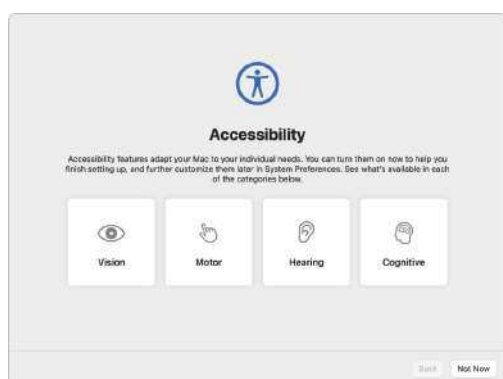 Accessibility
Accessibility features adapt your Mac to your individual needs. You can turn them on now to help you
finish setting up, and further customize them later in System Preferences. See what's available in each
of the categories below.
Vision
Motor
Hearing
Cognitive
Back
Not Now